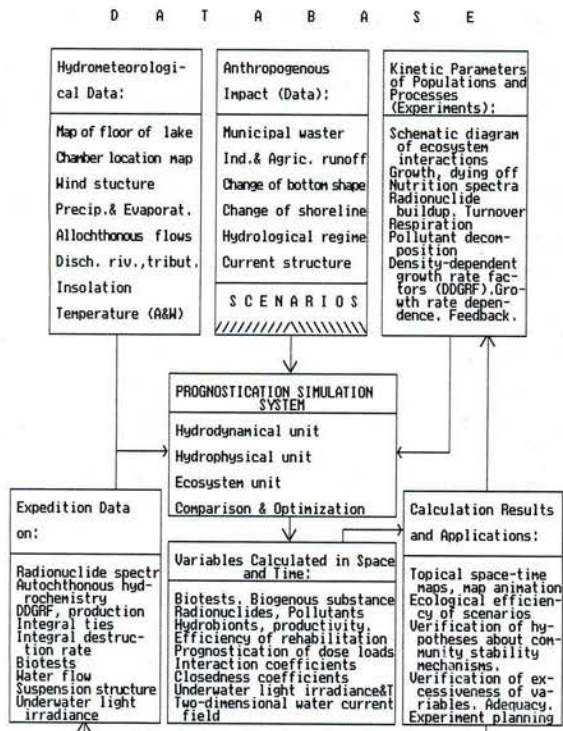 D A T A B A S E
Hydrometeorologi-
cal Data:
Map of floor of lake
Chamber location map
Wind stucture
Precip.& Evaporat.
Allochthonous flows
Disch. riv.,tribut.
Insolation
Temperature (A&W)
Anthropogenous
Impact (Data):
Municipal waster
Ind.& Agric. runoff
Change of bottom shape
Change of shoreline
Hydrological regime
Current structure
S C E N A R I O S
Kinetic Parameters
of Populations and
Processes
(Experiments):
Schematic diagram
of ecosystem
interactions
Growth, dying off
Nutrition spectra
Radionuclide
buildup. Turnover
Respiration
Pollutant decom-
position
Density-dependent
growth rate fac-
tors (DDGRF).Gro-
wth rate depen-
dence. Feedback.
PROGNOSTICATION SIMULATION
SYSTEM
Hydrodynamical unit
Hydrophysical unit
Ecosystem unit
Comparison & Optimization
Expedition Data
on:
Radionuclide spectr
Autochthonous hyd-
rochemistry
DDGRF, production
Integral ties
Integral destruc-
tion rate
Biotests
Water flow
Suspension structure
Underwater light
irradiance
Variables Calculated in Space
and Time:
Biotests. Biogenous substance
Radionuclides, Pollutants
Hydrobionts, productivity.
Efficiency of rehabilitation
Prognostication of dose loads
Interaction coefficients
Closedness coefficients
Underwater light irradiance&T
Two-dimensional water current
field
Calculation Results
and Applications:
Topical space-time
maps, map animation
Ecological efficien-
cy of scenarios
Verification of hy-
potheses about com-
munity stability
mechanisms.
Verification of ex-
cessiveness of va-
riables. Adequacy.
Experiment planning